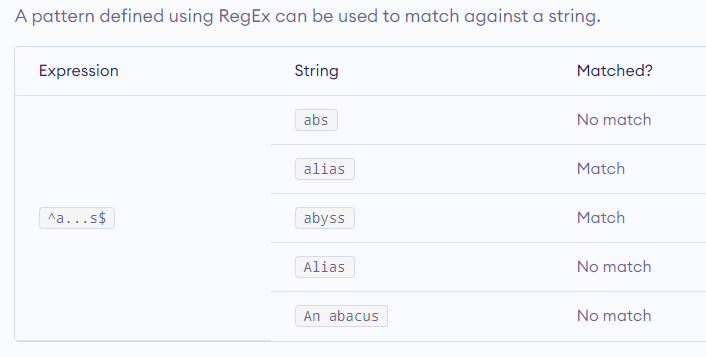 A pattern defined using RegEx can be used to match against a string.
Expression String Matched?
abs No match
alias Match
^a...s$ abyss Match
Alias No match
An abacus No match